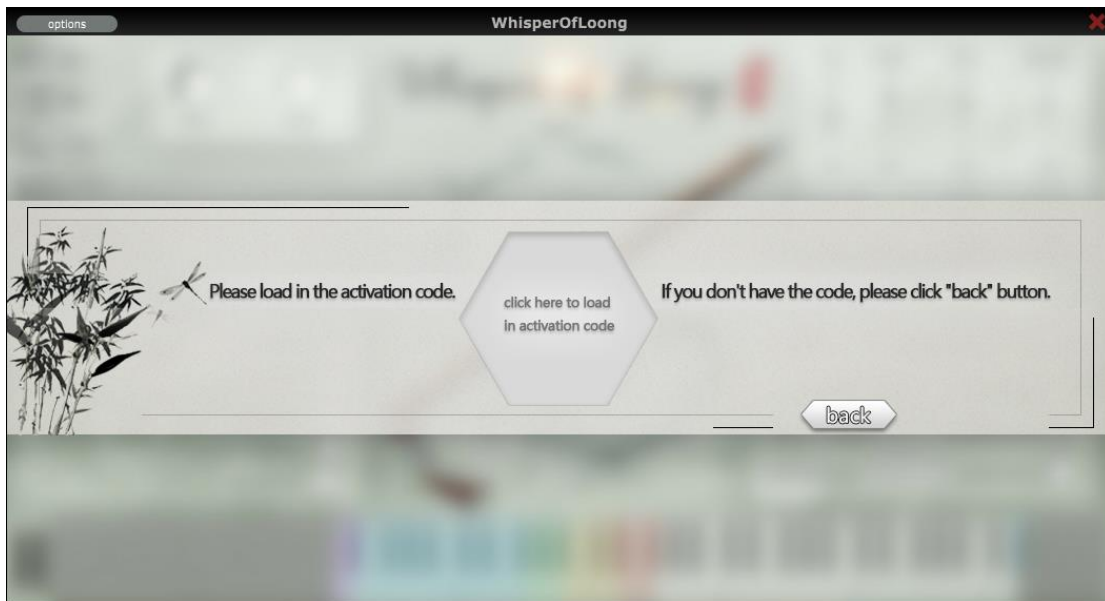 options
WhisperOfLoong
Please load in the activation code.
click here to load
in activation code
If you don't have the code, please click "back" button.
back